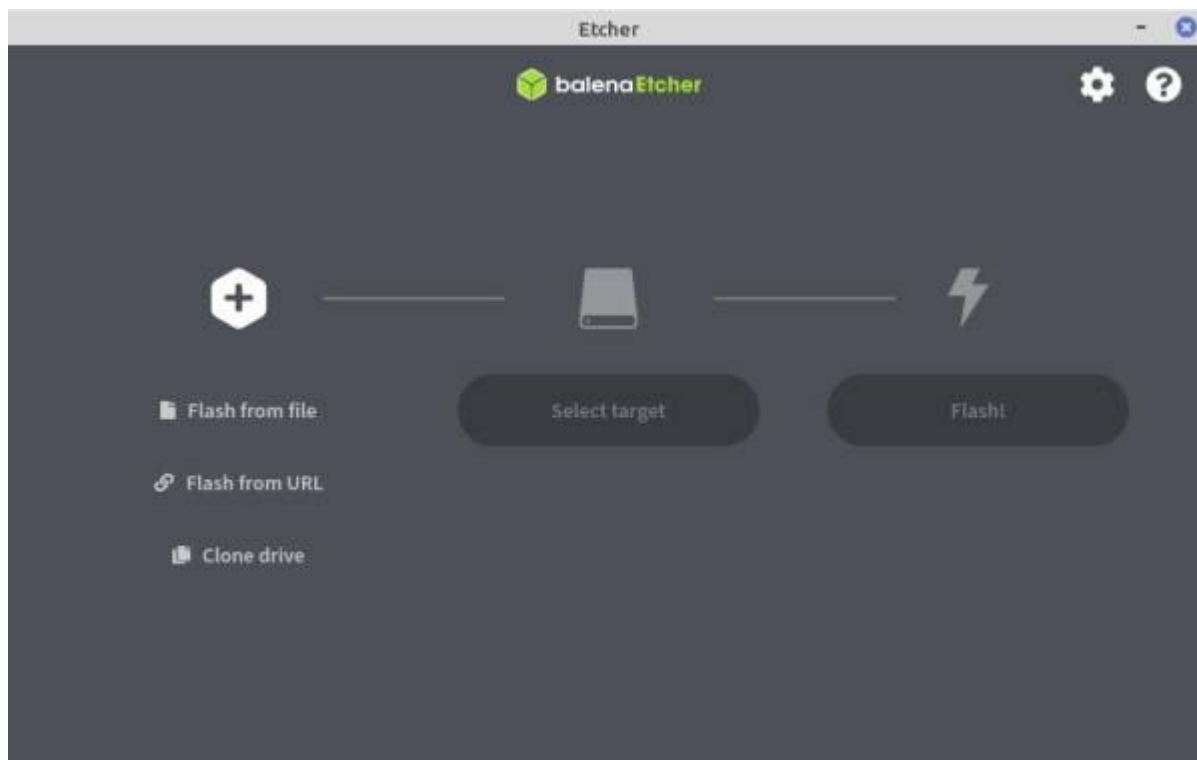 Etcher
balenaEtcher
Flash from file
Select target
Flash!
Flash from URL
Clone drive